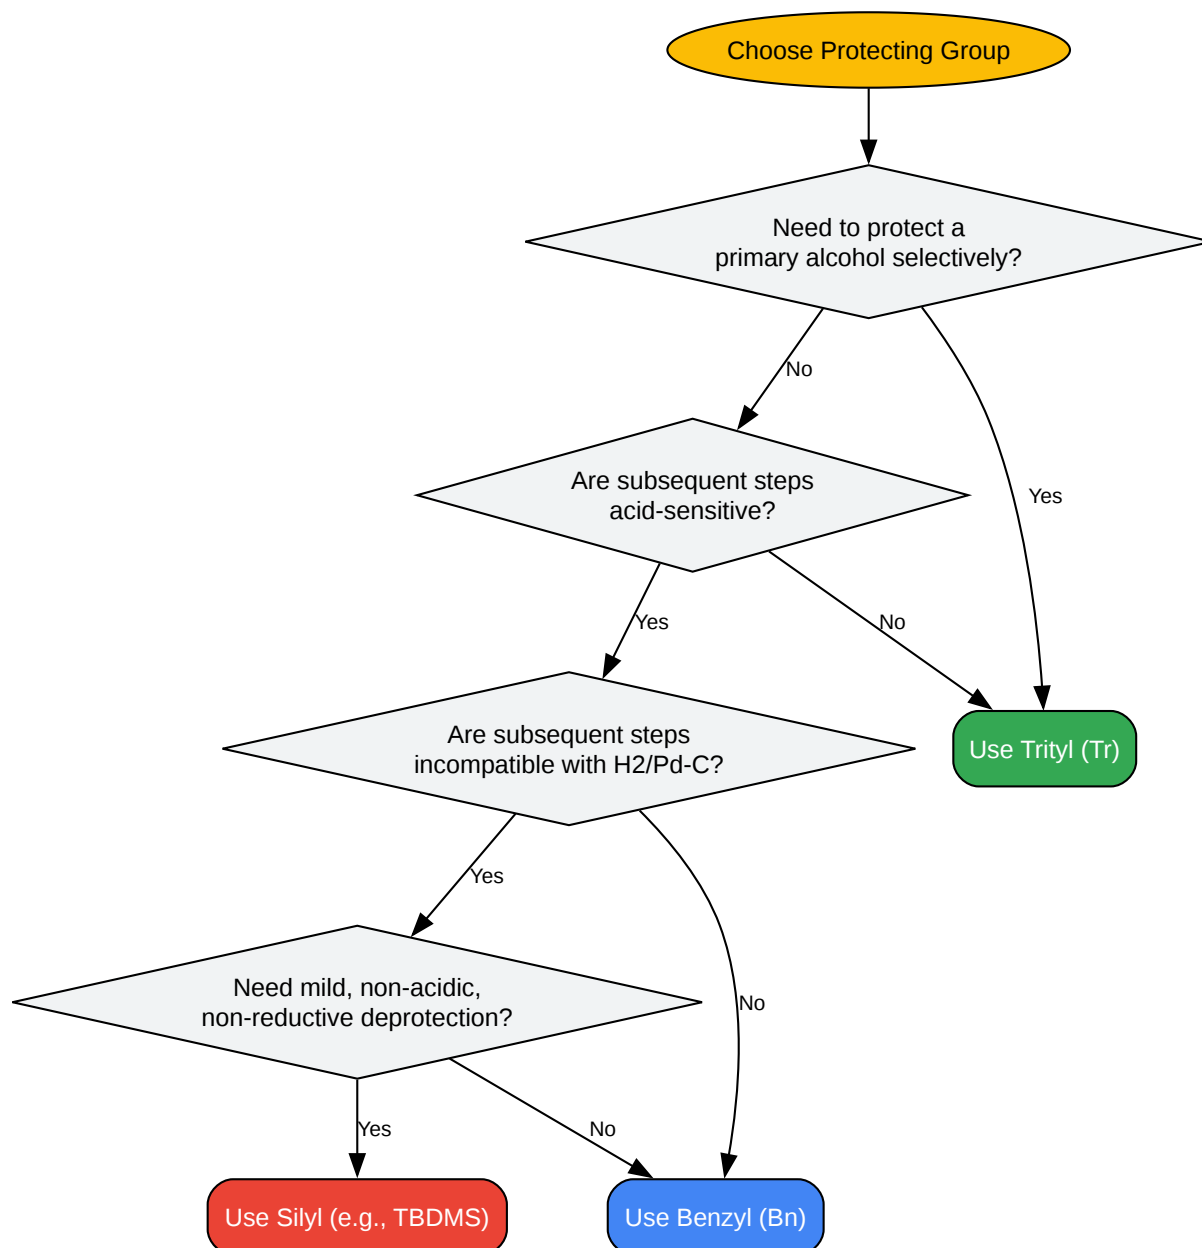 Choose Protecting Group
Need to protect a
primary alcohol selectively?
No
Yes
Are subsequent steps
acid-sensitive?
Yes
No
Are subsequent steps
incompatible with H2/Pd-C?
Use Trityl (Tr)
Yes
No
Need mild, non-acidic,
non-reductive deprotection?
Yes
No
Use Silyl (e.g., TBDMS)
Use Benzyl (Bn)